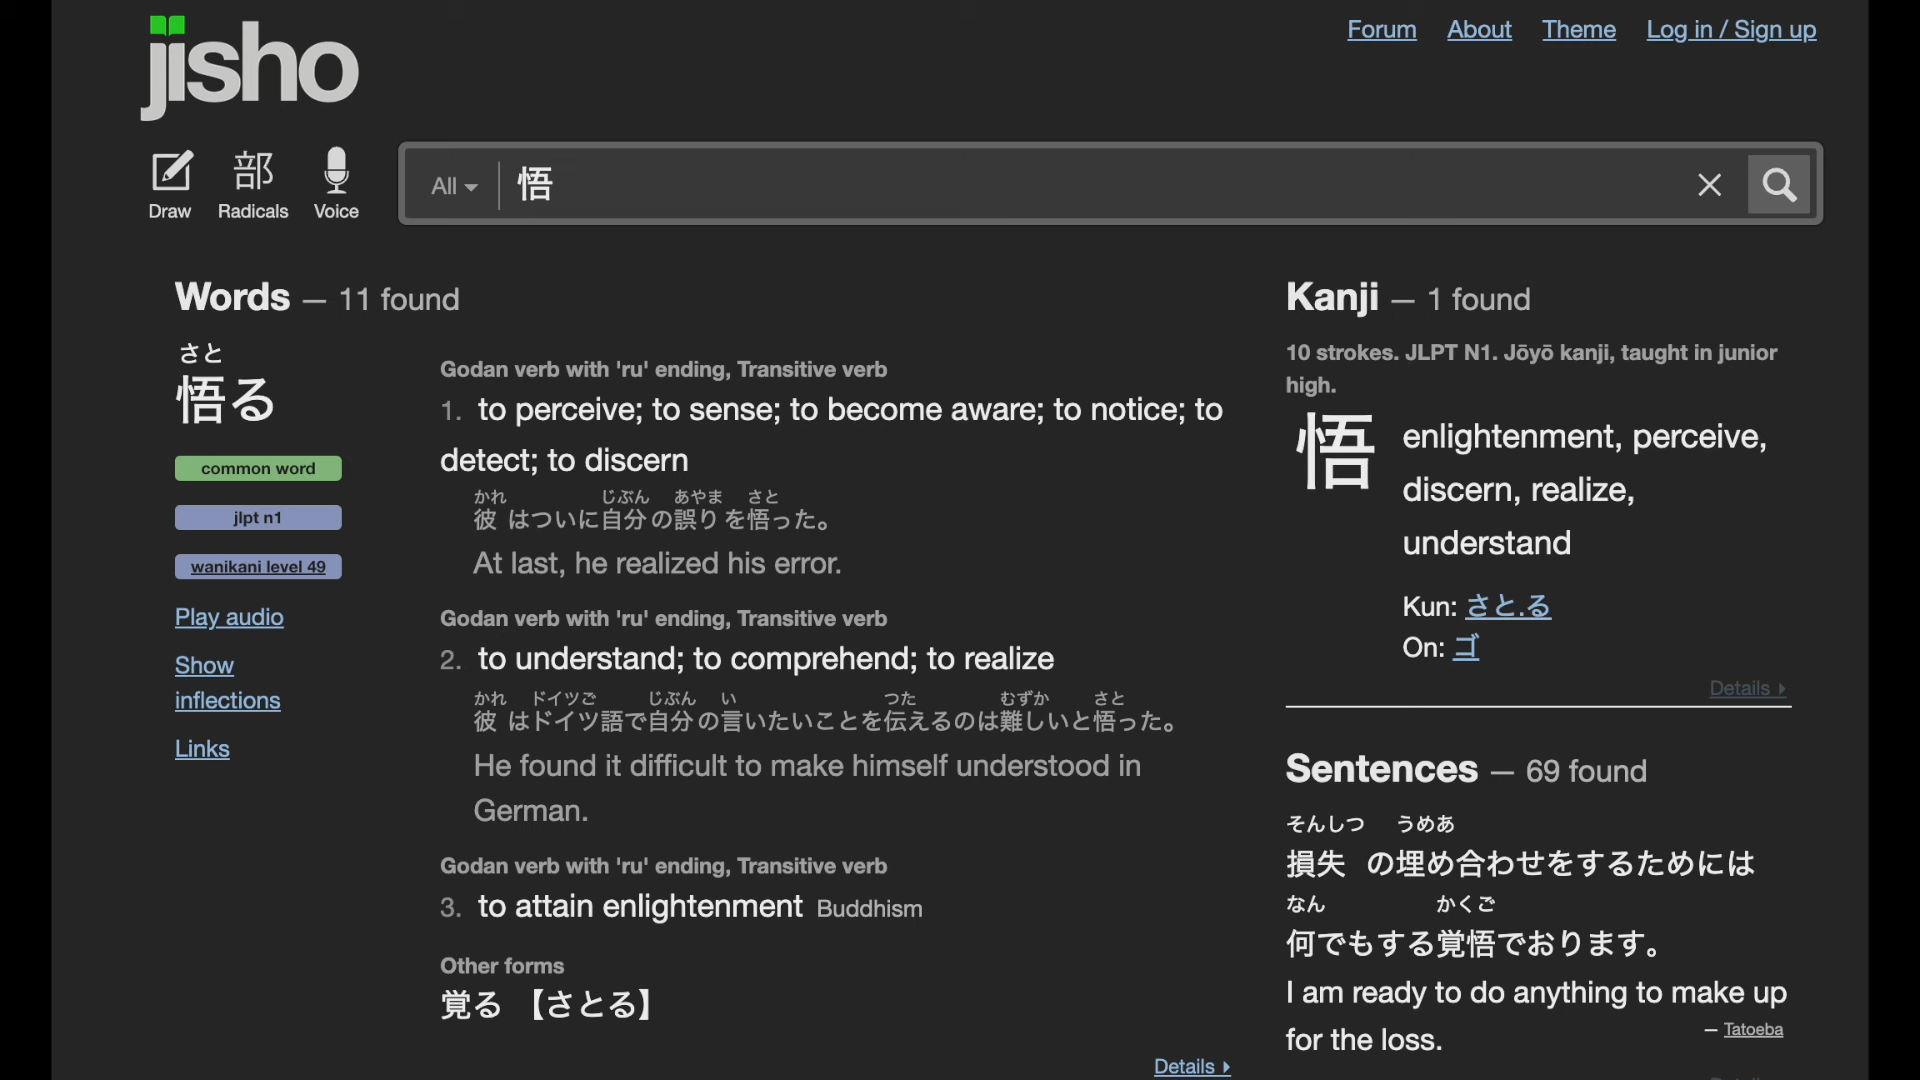 jisho
Forum About Theme Log in / Sign up
部
Draw Radicals Voice
All 悟
Words — 11 found
さと
悟る
common word
jlpt n1
wanikani level 49
Play audio
Show
inflections
Links
Godan verb with 'ru' ending, Transitive verb
1. to perceive; to sense; to become aware; to notice; to
detect; to discern
かれ じぶん あやま さと
彼はついに自分の誤りを悟った。
At last, he realized his error.
Godan verb with 'ru' ending, Transitive verb
2. to understand; to comprehend; to realize
かれ ドイツご じぶん い つた むずか さと
彼はドイツ語で自分の言いたいことを伝えるのは難しいと悟った。
He found it difficult to make himself understood in
German.
Godan verb with 'ru' ending, Transitive verb
3. to attain enlightenment Buddhism
Other forms
覚る 【さとる】
Details
Kanji — 1 found
10 strokes. JLPT N1. Jōyō kanji, taught in junior
high.
悟
enlightenment, perceive,
discern, realize,
understand
Kun: さと.る
On: ゴ
Details
Sentences — 69 found
そんしつ うめあ
損失の埋め合わせをするためには
なん かくご
何でもする覚悟でおります。
I am ready to do anything to make up
for the loss.
— Tatoeba